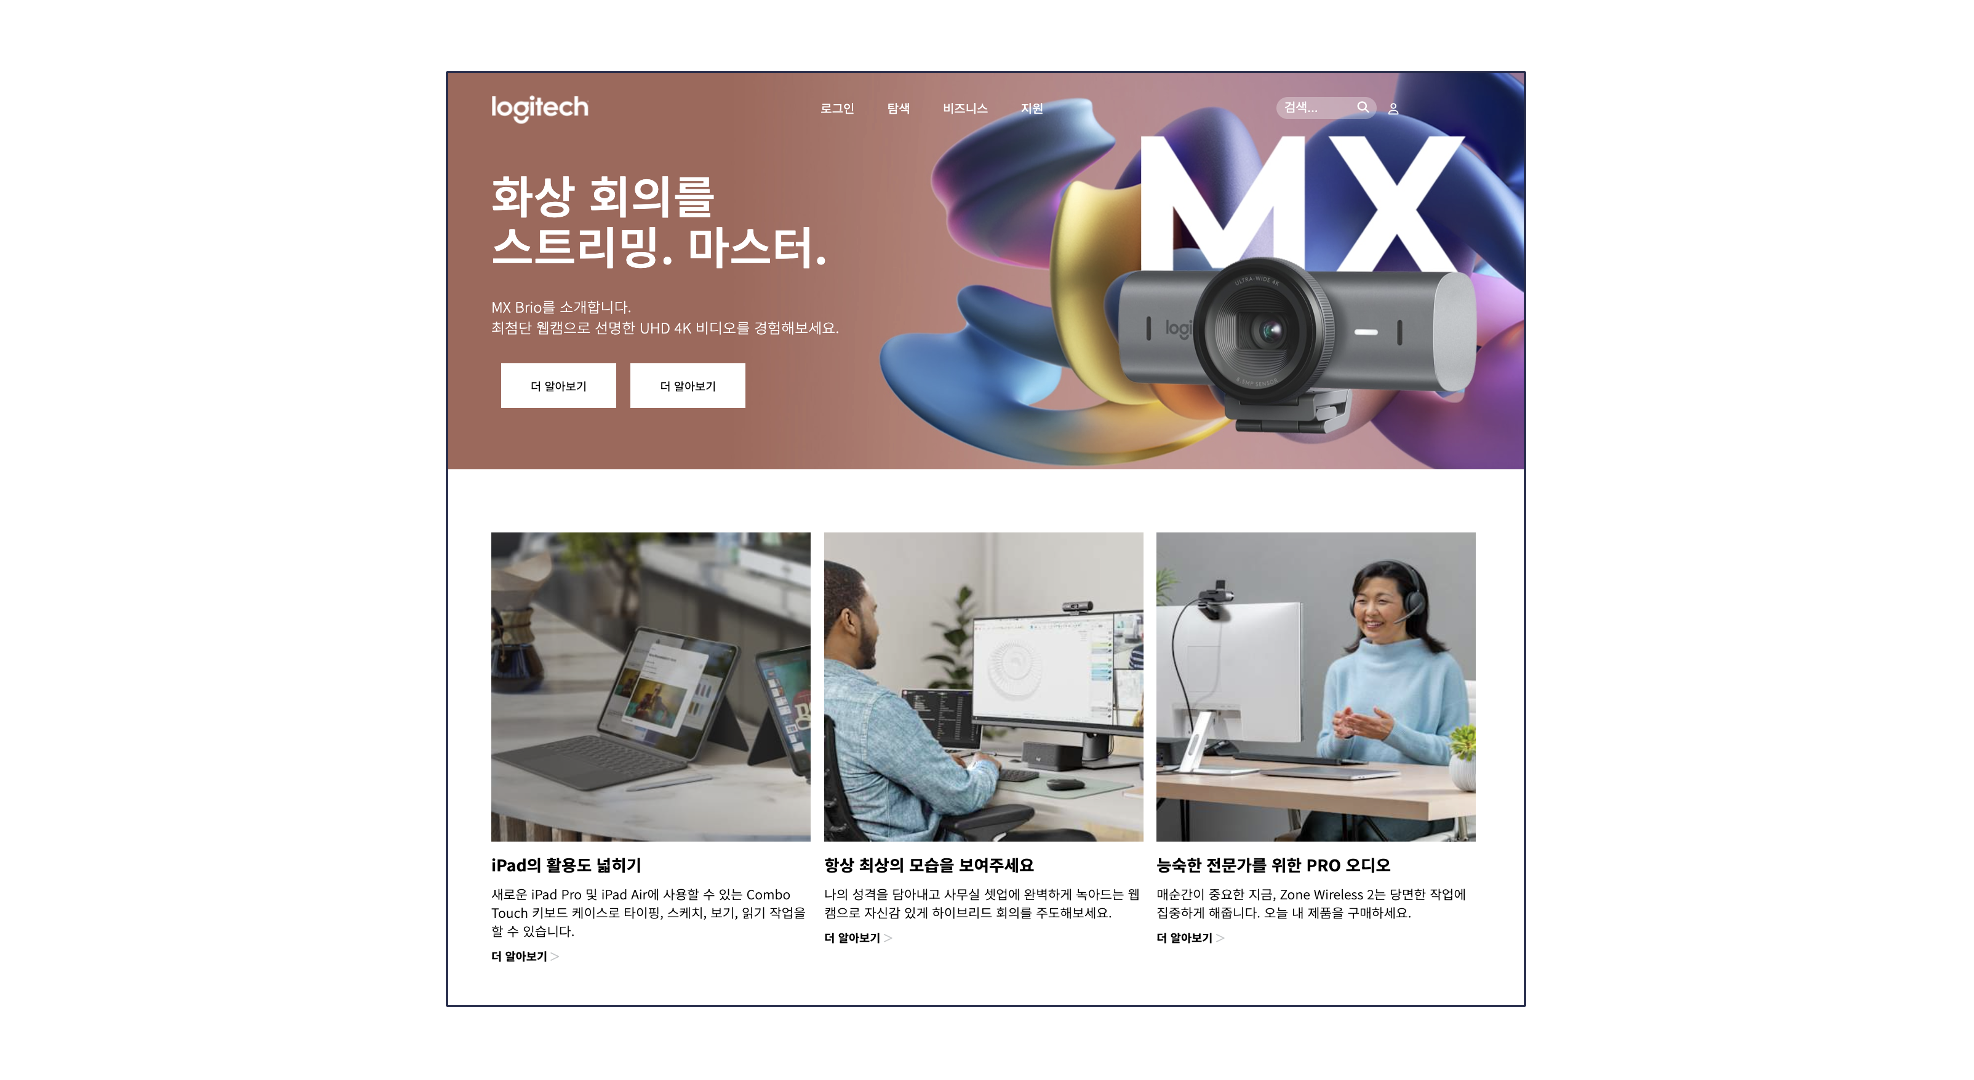 logitech
로그인 탐색 비즈니스 지원 검색...
MX
화상 회의를
스트리밍. 마스터.
MX Brio를 소개합니다.
최첨단 웹캠으로 선명한 UHD 4K 비디오를 경험해보세요.
더 알아보기 더 알아보기
ULTRA-WIDE 4K
logi
iPad의 활용도 넓히기
새로운 iPad Pro 및 iPad Air에 사용할 수 있는 Combo
Touch 키보드 케이스로 타이핑, 스케치, 보기, 읽기 작업을
할 수 있습니다.
더 알아보기 >
항상 최상의 모습을 보여주세요
나의 성격을 담아내고 사무실 셋업에 완벽하게 녹아드는 웹
캠으로 자신감 있게 하이브리드 회의를 주도해보세요.
더 알아보기 >
능숙한 전문가를 위한 PRO 오디오
매순간이 중요한 지금, Zone Wireless 2는 당면한 작업에
집중하게 해줍니다. 오늘 내 제품을 구매하세요.
더 알아보기 >